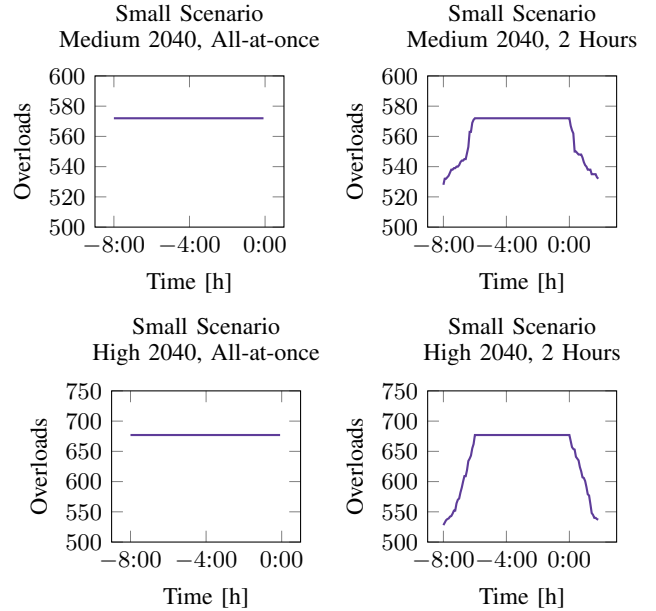 Small Scenario
Medium 2040, All-at-once
600
580
560
540
520
500
Overloads
−8:00 −4:00 0:00
Time [h]
Small Scenario
Medium 2040, 2 Hours
600
580
560
540
520
500
Overloads
−8:00 −4:00 0:00
Time [h]
Small Scenario
High 2040, All-at-once
750
700
650
600
550
500
Overloads
−8:00 −4:00 0:00
Time [h]
Small Scenario
High 2040, 2 Hours
750
700
650
600
550
500
Overloads
−8:00 −4:00 0:00
Time [h]